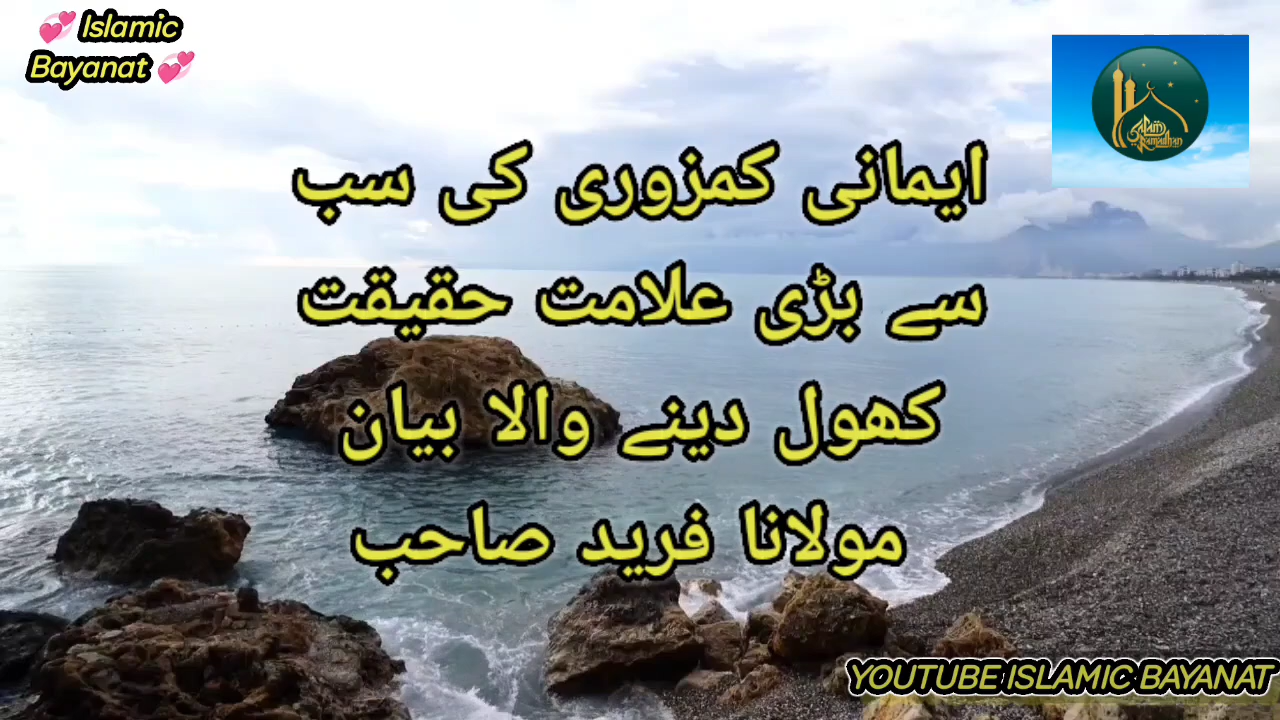 💞 Islamic
Bayanat 💞
ایمانی کمزوری کی سب
سے بڑی علامت حقیقت
کھول دینے والا بیان
مولانا فرید صاحب
Ramadhan
YOUTUBE ISLAMIC BAYANAT